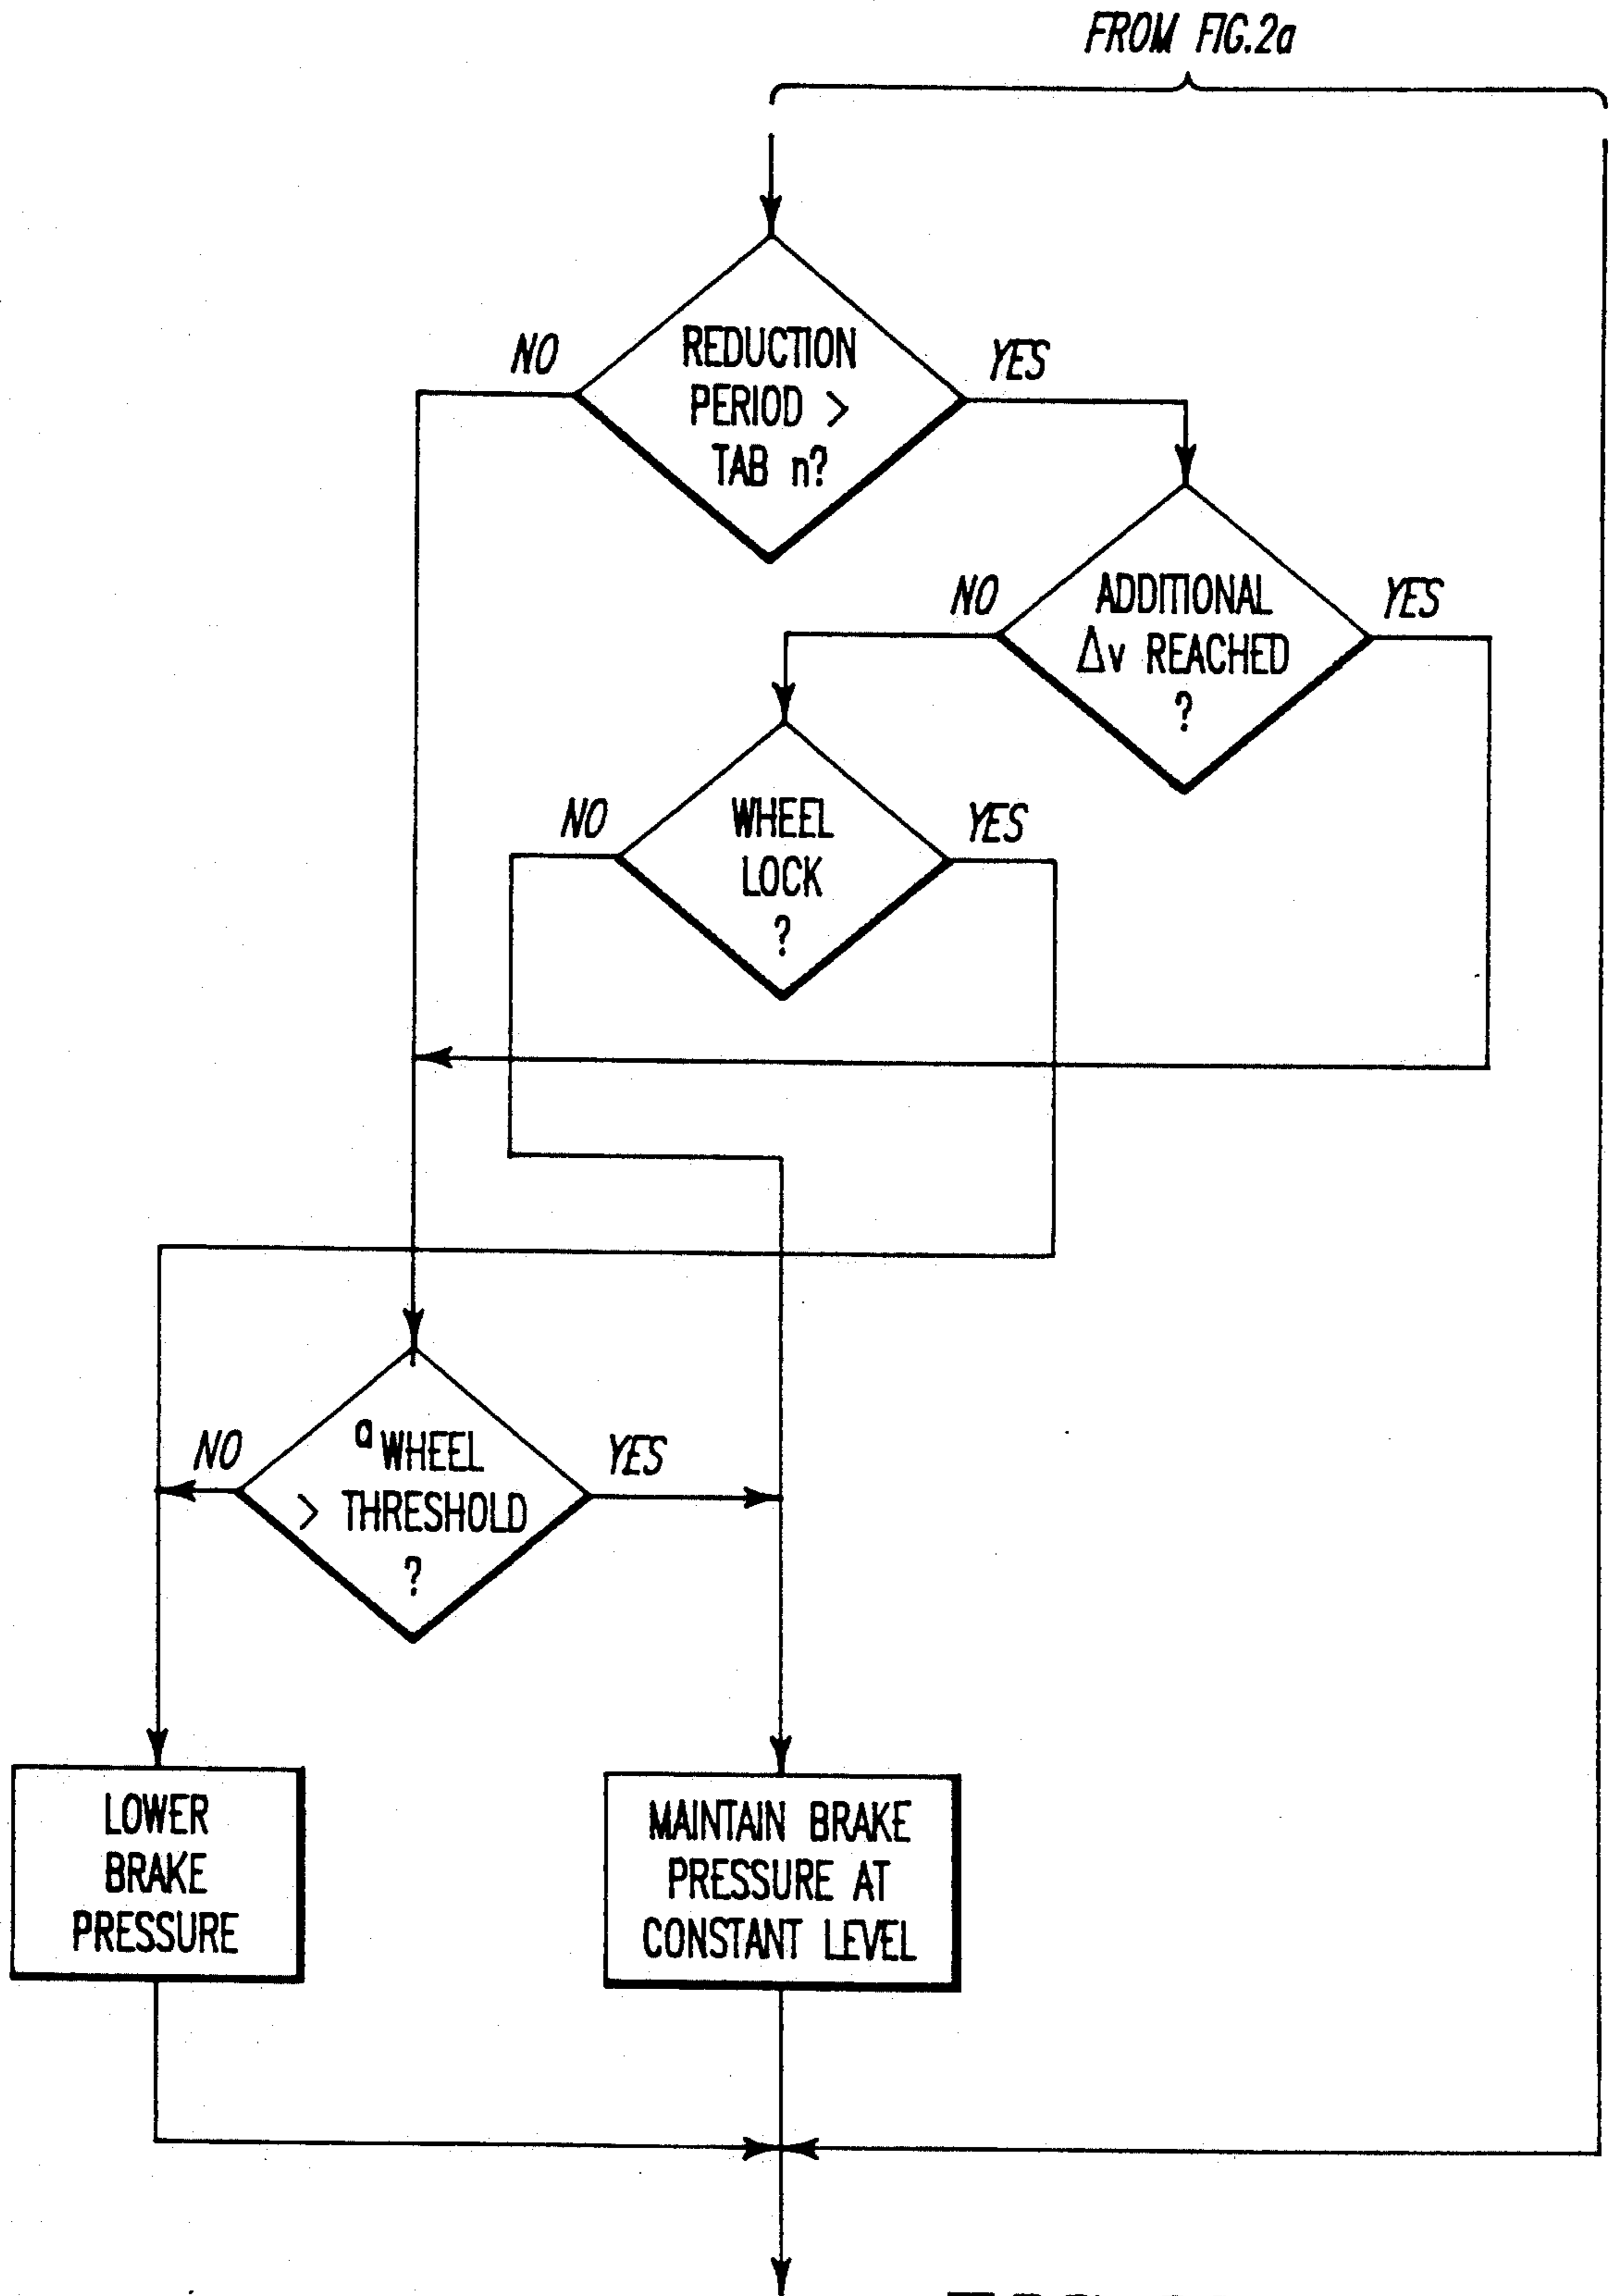 FROM FIG.2a
REDUCTION
PERIOD >
TAB n?
NO
YES
ADDITIONAL
Δv REACHED
?
NO
YES
WHEEL
LOCK
?
NO
YES
a WHEEL
> THRESHOLD
?
NO
YES
LOWER
BRAKE
PRESSURE
MAINTAIN BRAKE
PRESSURE AT
CONSTANT LEVEL